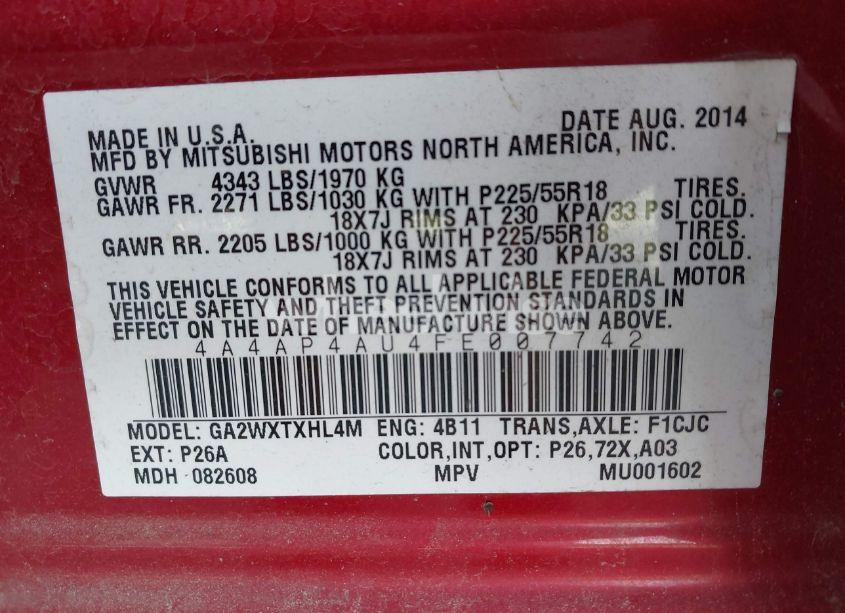 MADE IN U.S.A. DATE AUG. 2014
MFD BY MITSUBISHI MOTORS NORTH AMERICA, INC.
GVWR 4343 LBS/1970 KG
GAWR FR. 2271 LBS/1030 KG WITH P225/55R18 TIRES.
18X7J RIMS AT 230 KPA/33 PSI COLD.
GAWR RR. 2205 LBS/1000 KG WITH P225/55R18 TIRES.
18X7J RIMS AT 230 KPA/33 PSI COLD.
THIS VEHICLE CONFORMS TO ALL APPLICABLE FEDERAL MOTOR
VEHICLE SAFETY AND THEFT PREVENTION STANDARDS IN
EFFECT ON THE DATE OF MANUFACTURE SHOWN ABOVE.
4A4AP4AU4FE007742
MODEL: GA2WXTXHL4M ENG: 4B11 TRANS,AXLE: F1CJC
EXT: P26A COLOR,INT,OPT: P26,72X,A03
MDH 082608 MPV MU001602